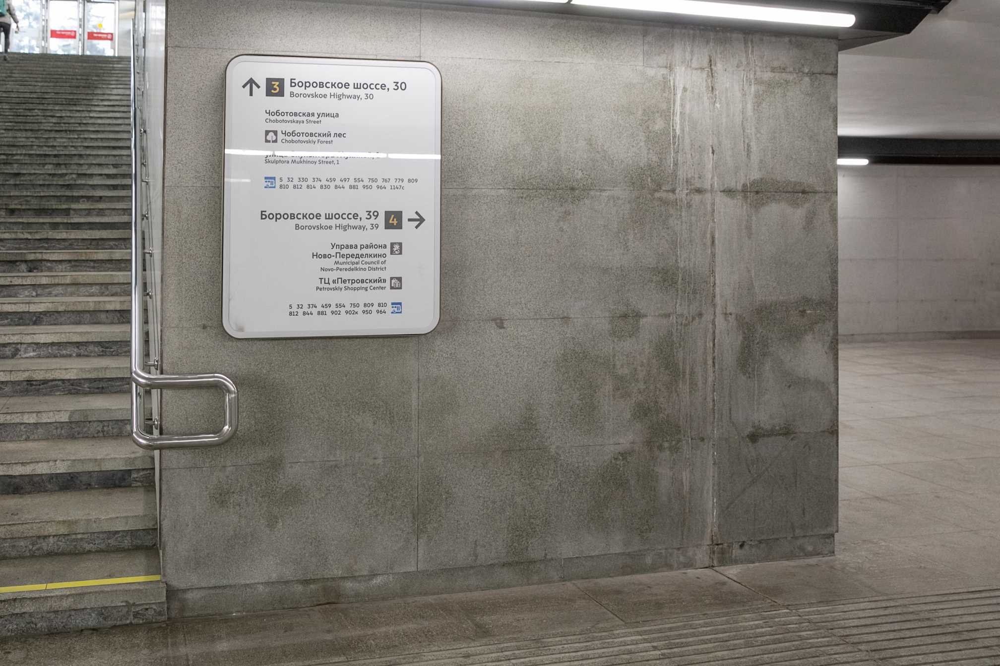 3 Боровское шоссе, 30
Borovskoe Highway, 30
Чоботовская улица
Chobotovskaya Street
Чоботовский лес
Chobotovskiy Forest
улица
Skulptora Mukhinoy Street, 1
5 32 330 374 459 497 554 750 767 779 809
810 812 814 830 844 881 950 964 1147с
Боровское шоссе, 39 4
Borovskoe Highway, 39
Управа района
Ново-Переделкино
Municipal Council of
Novo-Peredelkino District
ТЦ «Петровский»
Petrovskiy Shopping Center
5 32 374 459 554 750 809 810
812 844 881 902 902к 950 964